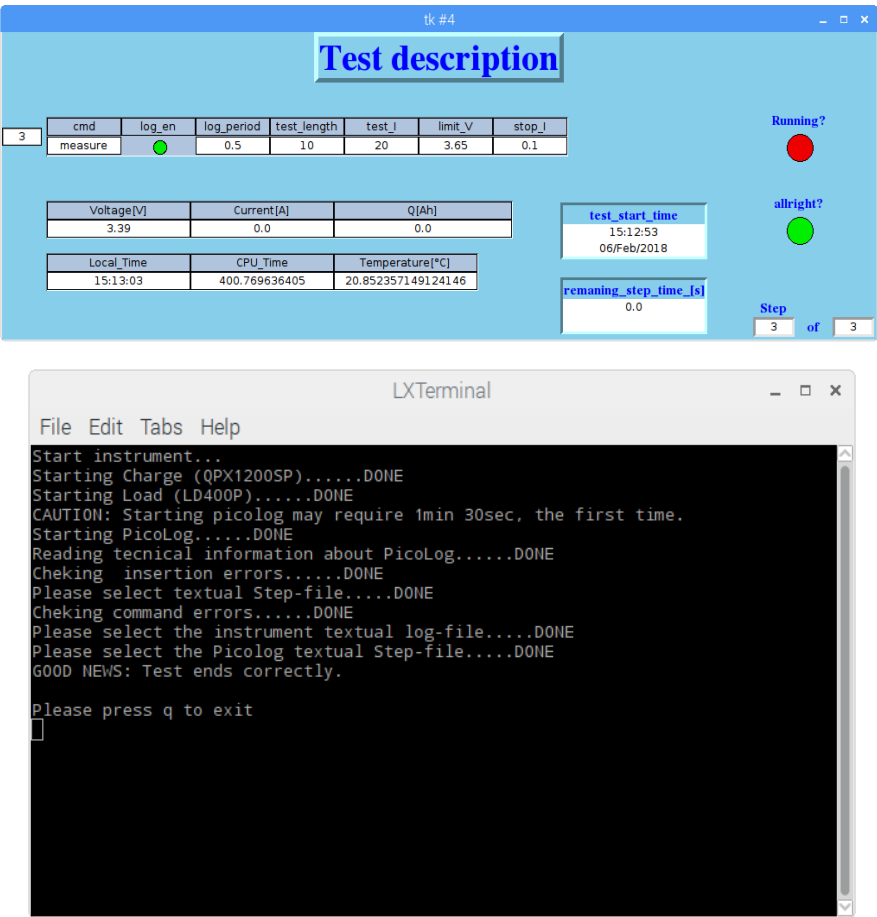 tk #4
Test description
cmd log_en log_period test_length test_I limit_V stop_I
3 measure 0.5 10 20 3.65 0.1
Running?
Voltage[V] Current[A] Q[Ah]
3.39 0.0 0.0
Local_Time CPU_Time Temperature[°C]
15:13:03 400.769636405 20.852357149124146
test_start_time
15:12:53
06/Feb/2018
allright?
remaning_step_time_[s]
0.0
Step
3 of 3
LXTerminal
File Edit Tabs Help
Start instrument...
Starting Charge (QPX1200SP)......DONE
Starting Load (LD400P)......DONE
CAUTION: Starting picolog may require 1min 30sec, the first time.
Starting PicoLog......DONE
Reading tecnical information about PicoLog......DONE
Cheking  insertion errors......DONE
Please select textual Step-file.....DONE
Cheking command errors......DONE
Please select the instrument textual log-file.....DONE
Please select the Picolog textual Step-file.....DONE
GOOD NEWS: Test ends correctly.
Please press q to exit